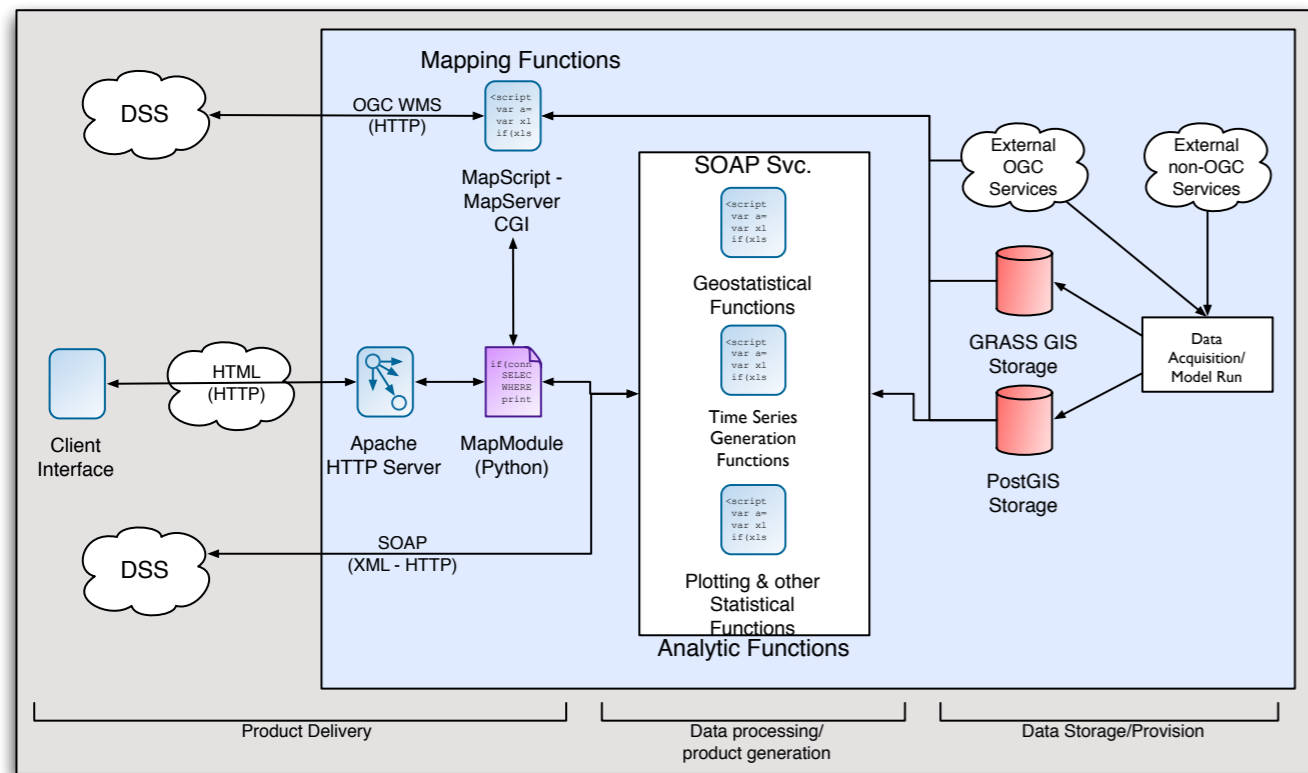 Mapping Functions
DSS
OGC WMS
(HTTP)
<script
var a=
var xl
if(xls
MapScript -
MapServer
CGI
SOAP Svc.
<script
var a=
var xl
if(xls
Geostatistical
Functions
<script
var a=
var xl
if(xls
Time Series
Generation
Functions
<script
var a=
var xl
if(xls
Plotting & other
Statistical
Functions
Analytic Functions
External
OGC
Services
External
non-OGC
Services
GRASS GIS
Storage
Data
Acquisition/
Model Run
PostGIS
Storage
Client
Interface
HTML
(HTTP)
Apache
HTTP Server
if(conn
SELEC
WHERE
print
MapModule
(Python)
DSS
SOAP
(XML - HTTP)
Product Delivery
Data processing/
product generation
Data Storage/Provision